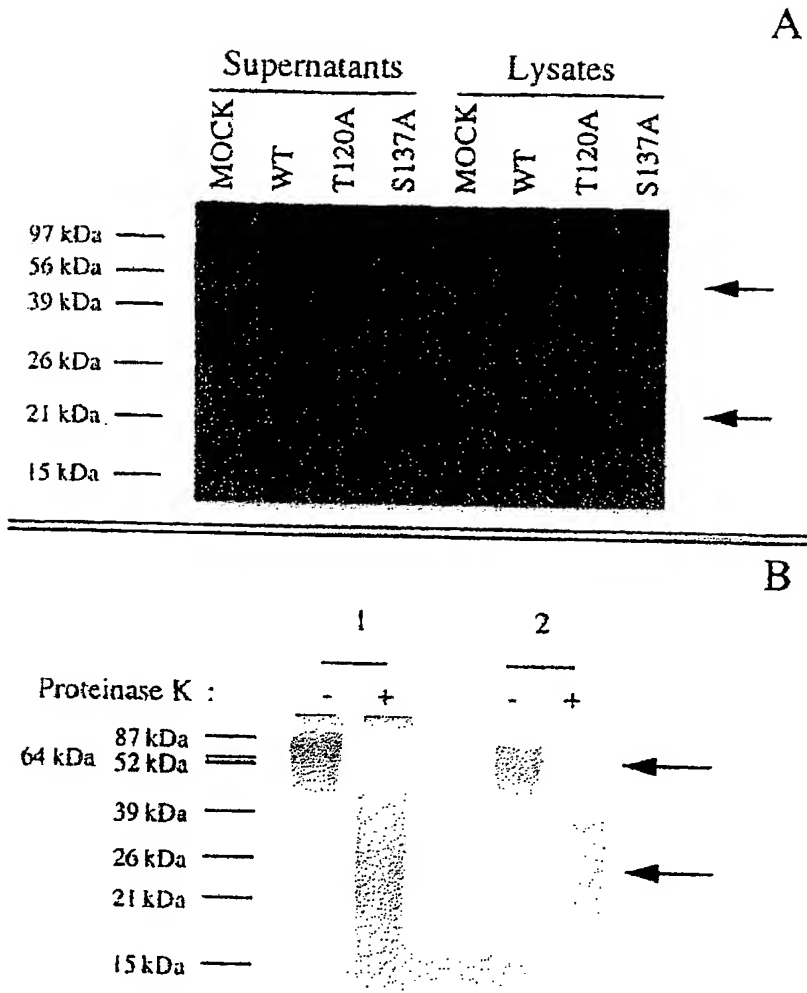 A
Supernatants Lysates
MOCK WT T120A S137A MOCK WT T120A S137A
97 kDa
56 kDa
39 kDa
26 kDa
21 kDa
15 kDa
B
1 2
Proteinase K : - + - +
87 kDa
64 kDa 52 kDa
39 kDa
26 kDa
21 kDa
15 kDa